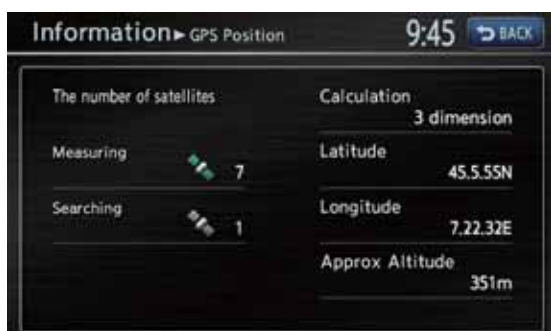 Information▶ GPS Position
9:45
BACK
The number of satellites
Measuring
7
Searching
1
Calculation
3 dimension
Latitude
45.5.55N
Longitude
7.22.32E
Approx Altitude
351m